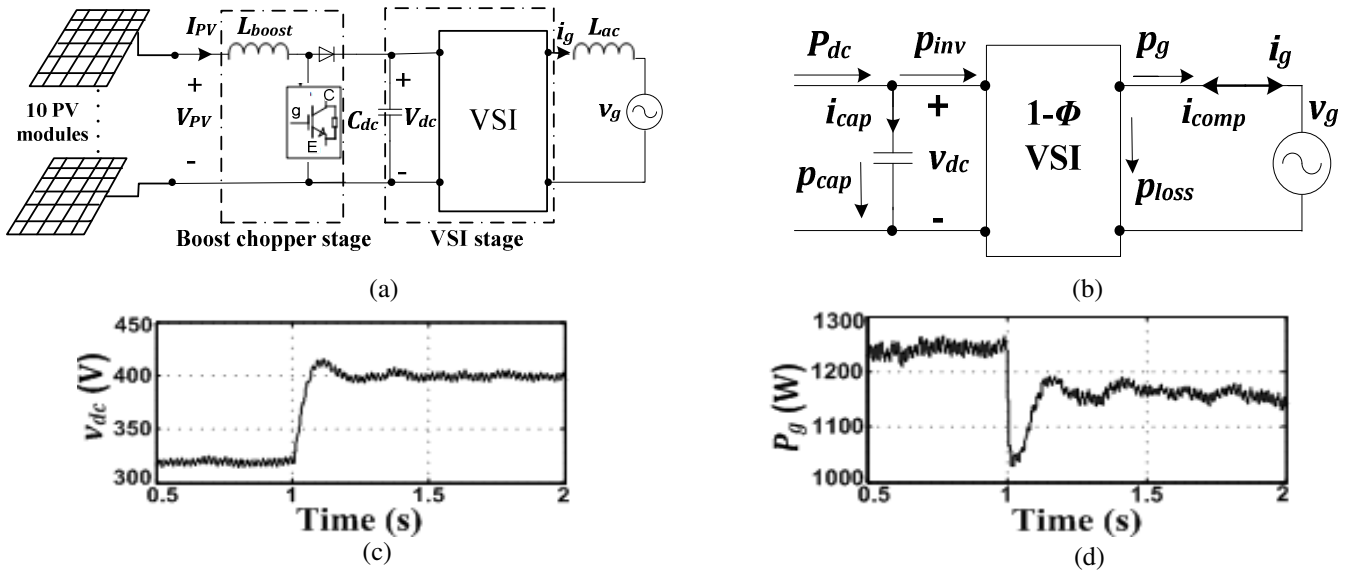 I_PV L_boost
i_g L_ac
+
V_PV
-
10 PV
modules
g
C
E
C_dc
+
V_dc
-
VSI
v_g
Boost chopper stage
VSI stage
(a)
P_dc
p_inv
p_g
i_g
i_cap
+
v_dc
-
p_cap
1-Φ
VSI
i_comp
p_loss
v_g
(b)
v_dc (V)
450
400
350
300
0.5 1 1.5 2
Time (s)
(c)
P_g (W)
1300
1200
1100
1000
0.5 1 1.5 2
Time (s)
(d)